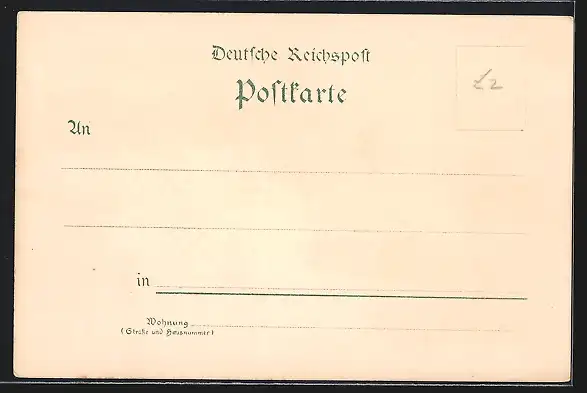 Deutſche Reichspoſt
Poſtkarte
An
in
Wohnung
(Straße und Hausnummer)